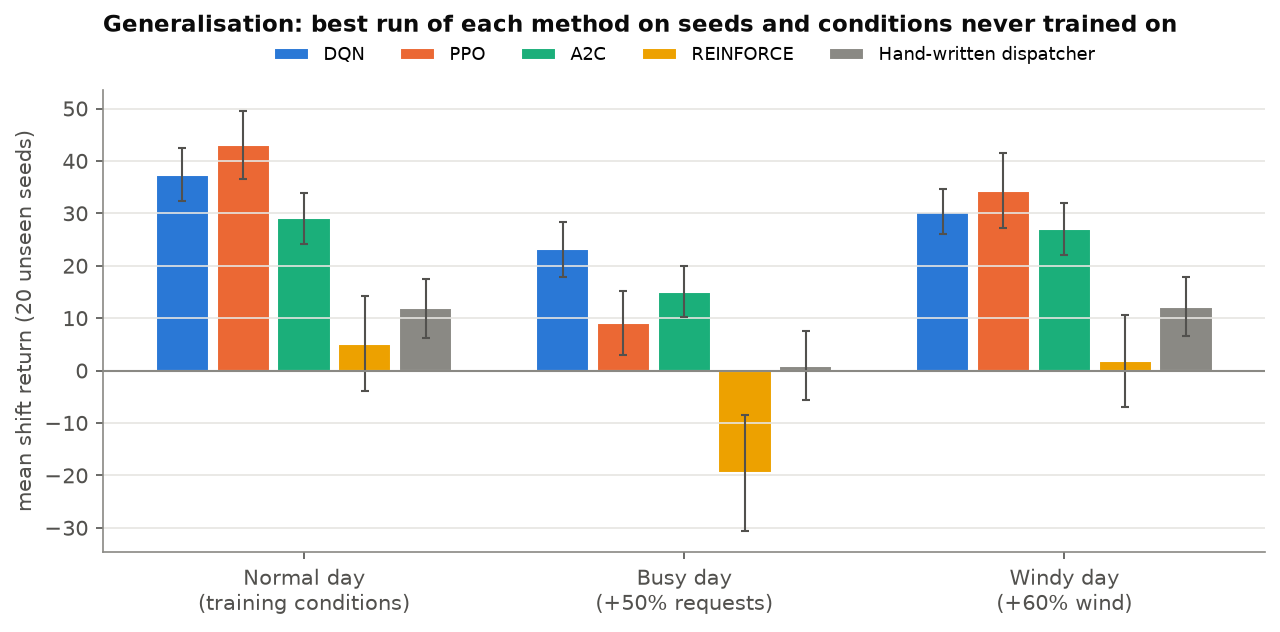 Generalisation: best run of each method on seeds and conditions never trained on
DQN PPO A2C REINFORCE Hand-written dispatcher
mean shift return (20 unseen seeds)
50
40
30
20
10
0
−10
−20
−30
Normal day
(training conditions)
Busy day
(+50% requests)
Windy day
(+60% wind)